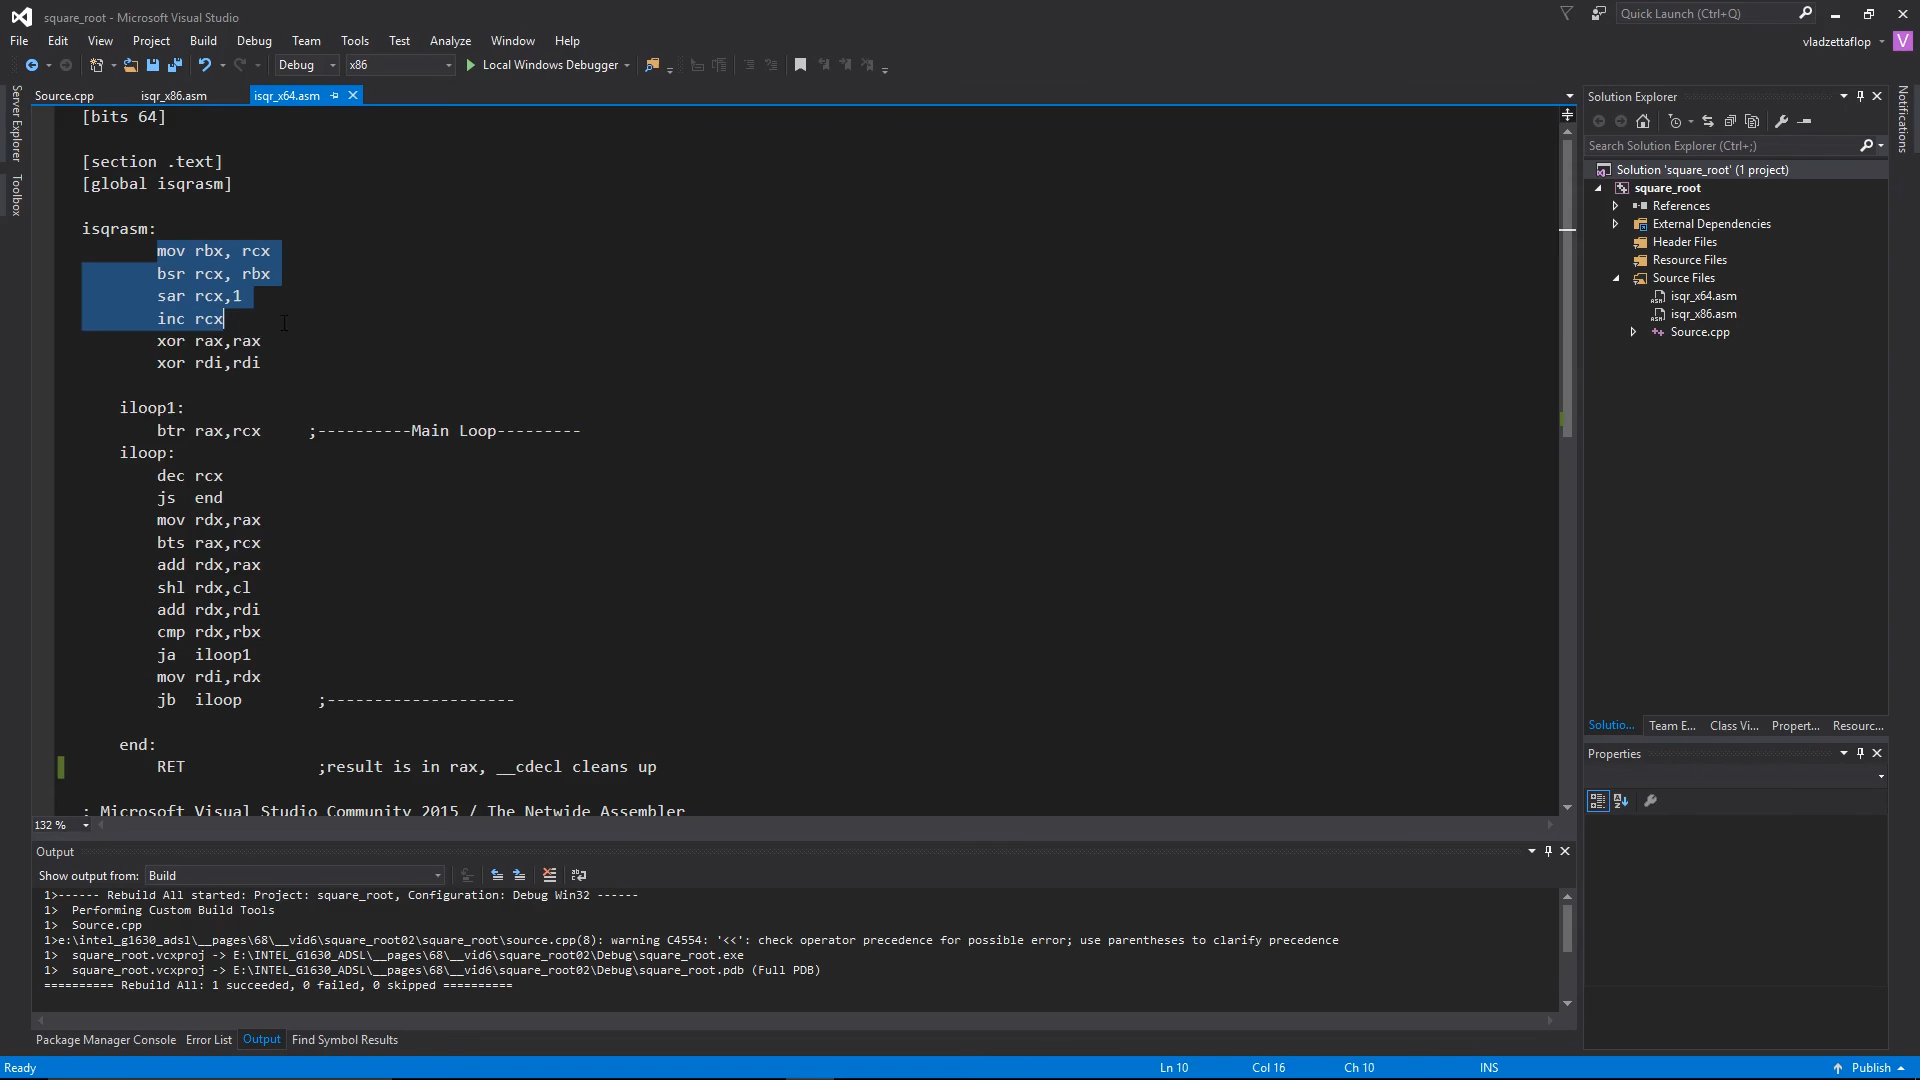 square_root - Microsoft Visual Studio
Quick Launch (Ctrl+Q)
File Edit View Project Build Debug Team Tools Test Analyze Window Help
vladzettaflop V
Debug x86 Local Windows Debugger
Server Explorer
Toolbox
Notifications
Source.cpp isqr_x86.asm isqr_x64.asm
[bits 64]
[section .text]
[global isqrasm]
isqrasm:
mov rbx, rcx
bsr rcx, rbx
sar rcx,1
inc rcx
xor rax,rax
xor rdi,rdi
iloop1:
btr rax,rcx ;----------Main Loop---------
iloop:
dec rcx
js end
mov rdx,rax
bts rax,rcx
add rdx,rax
shl rdx,cl
add rdx,rdi
cmp rdx,rbx
ja iloop1
mov rdi,rdx
jb iloop ;--------------------
end:
RET ;result is in rax, __cdecl cleans up
; Microsoft Visual Studio Community 2015 / The Netwide Assembler
132 %
Solution Explorer
Search Solution Explorer (Ctrl+;)
Solution 'square_root' (1 project)
square_root
References
External Dependencies
Header Files
Resource Files
Source Files
isqr_x64.asm
isqr_x86.asm
Source.cpp
Solutio... Team E... Class Vi... Propert... Resourc...
Properties
Output
Show output from: Build
1>------ Rebuild All started: Project: square_root, Configuration: Debug Win32 ------
1> Performing Custom Build Tools
1> Source.cpp
1>e:\intel_g1630_adsl\__pages\68\__vid6\square_root02\square_root\source.cpp(8): warning C4554: '<<': check operator precedence for possible error; use parentheses to clarify precedence
1> square_root.vcxproj -> E:\INTEL_G1630_ADSL\__pages\68\__vid6\square_root02\Debug\square_root.exe
1> square_root.vcxproj -> E:\INTEL_G1630_ADSL\__pages\68\__vid6\square_root02\Debug\square_root.pdb (Full PDB)
========== Rebuild All: 1 succeeded, 0 failed, 0 skipped ==========
Package Manager Console Error List Output Find Symbol Results
Ready Ln 10 Col 16 Ch 10 INS Publish